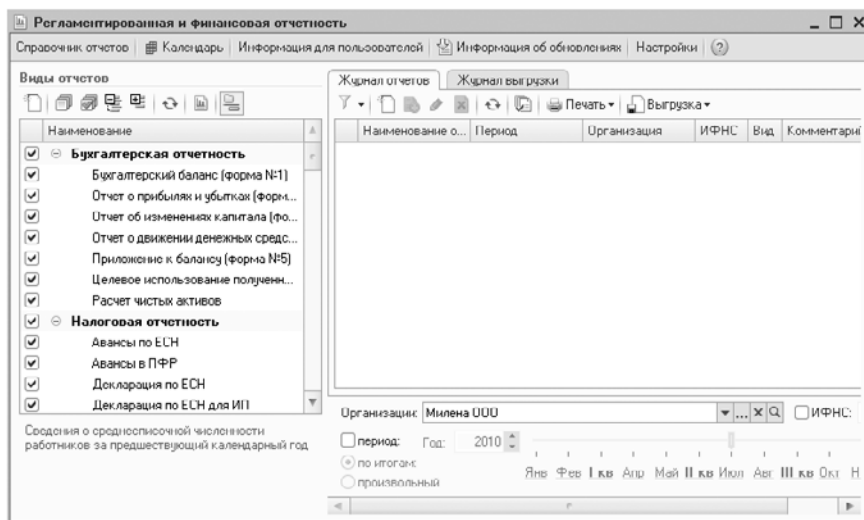 Регламентированная и финансовая отчетность
Справочник отчетов Календарь Информация для пользователей Информация об обновлениях Настройки ?
Виды отчетов
Наименование
Бухгалтерская отчетность
Бухгалтерский баланс (форма №1)
Отчет о прибылях и убытках (форм...
Отчет об изменениях капитала (фо...
Отчет о движении денежных средс...
Приложение к балансу (форма №5)
Целевое использование полученн...
Расчет чистых активов
Налоговая отчетность
Авансы по ЕСН
Авансы в ПФР
Декларация по ЕСН
Декларация по ЕСН для ИП
Сведения о среднесписочной численности
работников за предшествующий календарный год
Журнал отчетов Журнал выгрузки
Печать Выгрузка
Наименование о... Период Организация ИФНС Вид Комментарий
Организация: Милена ООО ... X ИФНС:
период: Год: 2010
по итогам:
произвольный
Янв Фев I кв Апр Май II кв Июл Авг III кв Окт Н